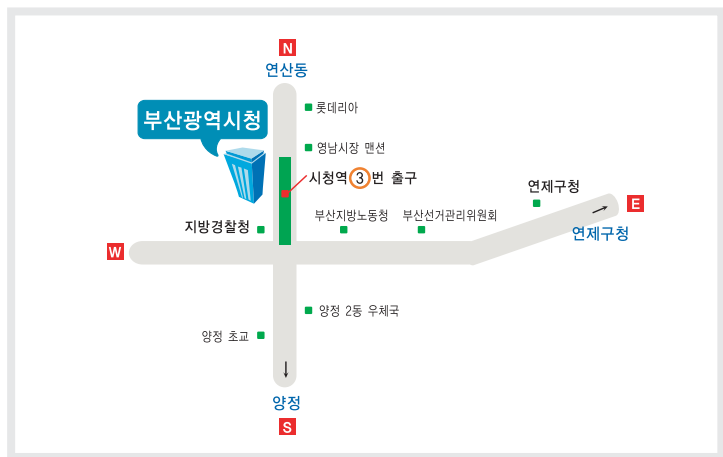 N
연산동
롯데리아
부산광역시청
영남시장 맨션
시청역 3번 출구
연제구청
E
부산지방노동청
부산선거관리위원회
지방경찰청
연제구청
W
양정 2동 우체국
양정 초교
양정
S